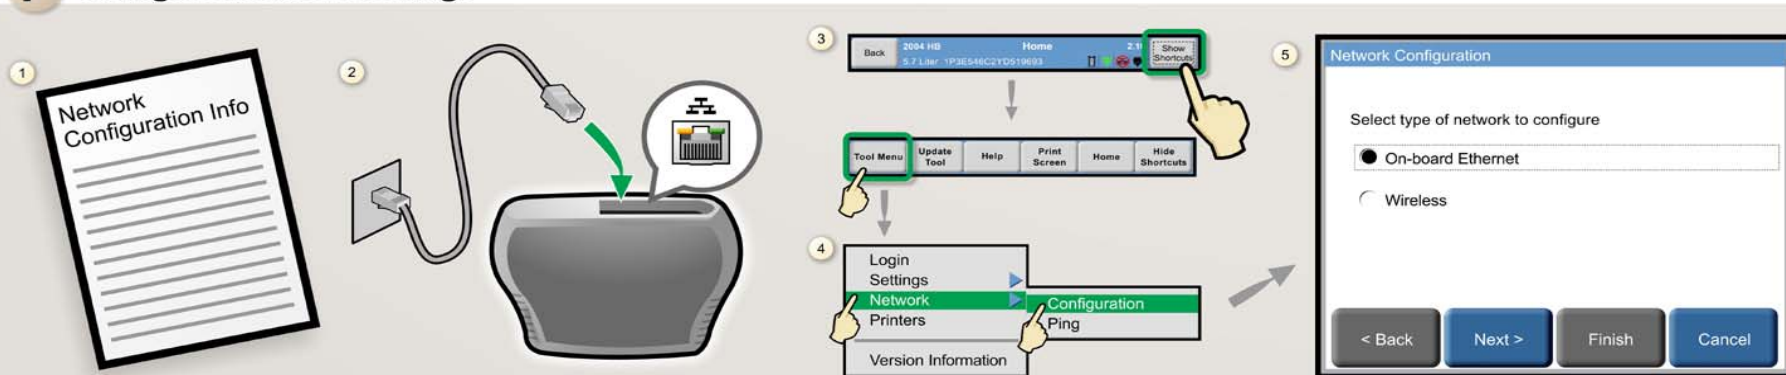 1
Network
Configuration Info
2
3
Back
2004 HB
Home
5.7 Liter 1P3ES46C2YD519693
Show
Shortcuts
Tool Menu
Update
Tool
Help
Print
Screen
Home
Hide
Shortcuts
4
Login
Settings
Network
Printers
Version Information
Configuration
Ping
5
Network Configuration
Select type of network to configure
On-board Ethernet
Wireless
< Back
Next >
Finish
Cancel